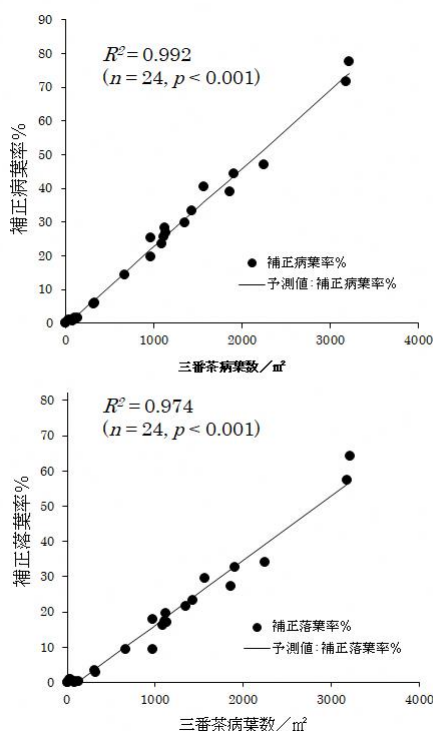 90
80
70
60
50
40
30
20
10
0
補正病葉率%
R² = 0.992
(n = 24, p < 0.001)
補正病葉率%
予測値：補正病葉率%
0 1000 2000 3000 4000
三番茶病葉数／㎡
80
70
60
50
40
30
20
10
0
補正落葉率%
R² = 0.974
(n = 24, p < 0.001)
補正落葉率%
予測値：補正落葉率%
0 1000 2000 3000 4000
三番茶病葉数／㎡